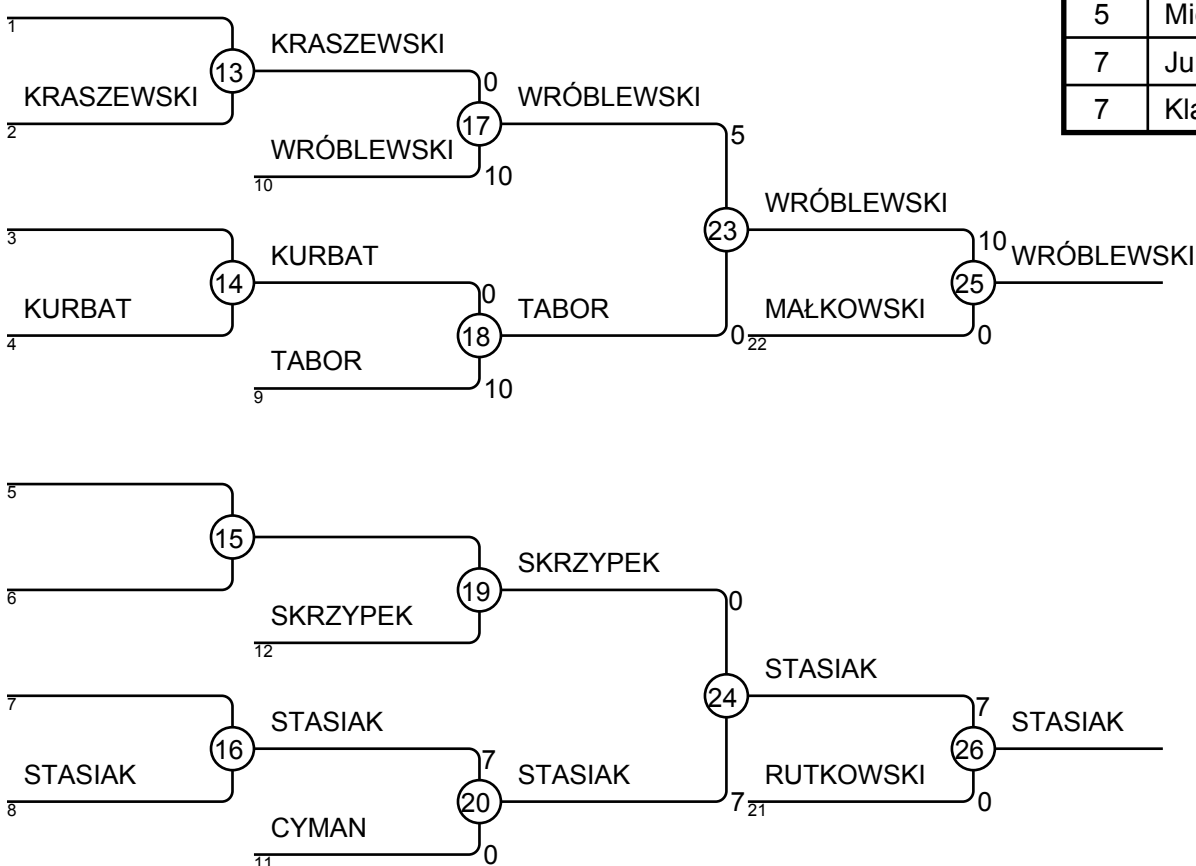 1
KRASZEWSKI
13
KRASZEWSKI
2
0
WRÓBLEWSKI
17
WRÓBLEWSKI
10
10
5
3
KURBAT
14
KURBAT
4
0
TABOR
18
TABOR
9
10
0
23
WRÓBLEWSKI
10
WRÓBLEWSKI
25
MAŁKOWSKI
22
0
5
15
6
SKRZYPEK
19
SKRZYPEK
12
0
7
STASIAK
16
STASIAK
8
7
STASIAK
20
CYMAN
11
0
7
24
STASIAK
7
STASIAK
26
RUTKOWSKI
21
0
5
7 Ju
7 Kla